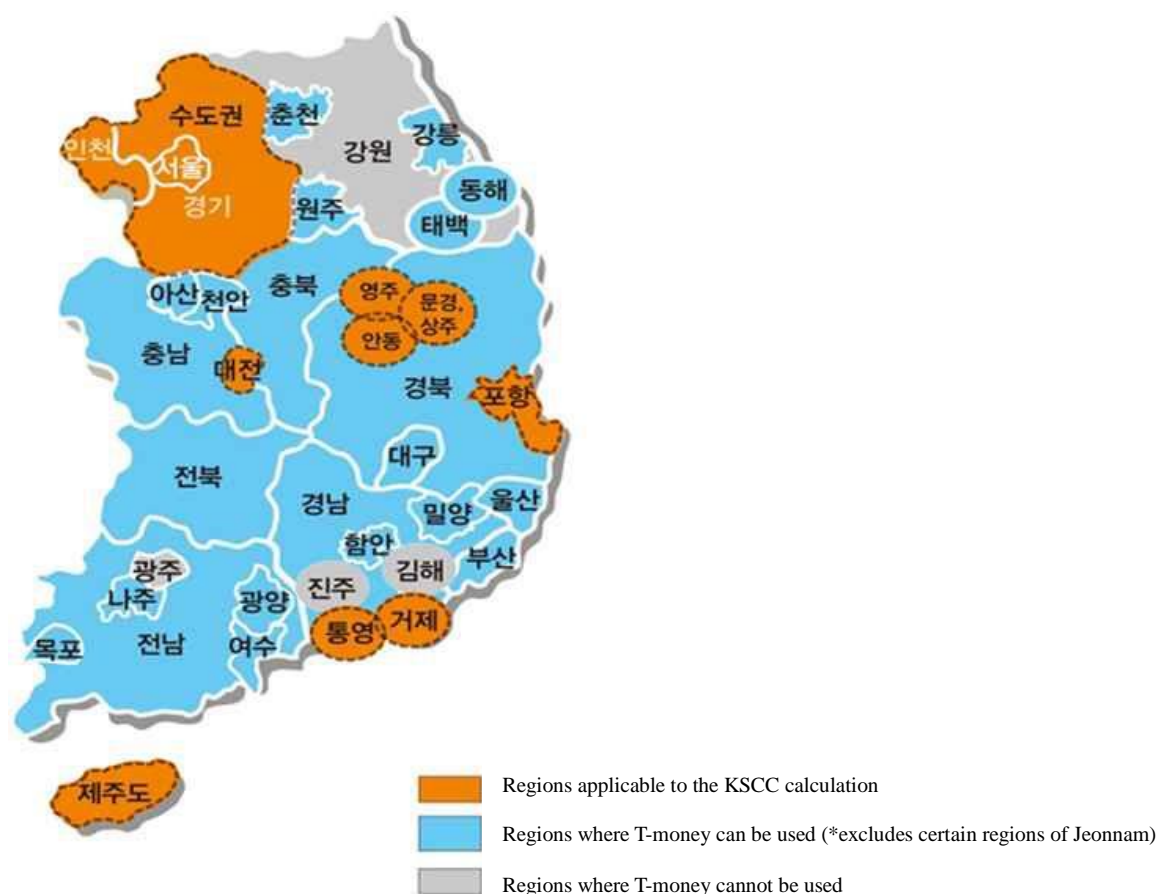 수도권
춘천
강릉
인천
서울
강원
경기
동해
원주
태백
아산
천안
충북
영주
문경,
상주
안동
충남
대전
경북
포항
대구
전북
경남
밀양
울산
함안
부산
광주
김해
진주
나주
광양
통영
거제
목포
전남
여수
제주도
Regions applicable to the KSCC calculation
Regions where T-money can be used (*excludes certain regions of Jeonnam)
Regions where T-money cannot be used